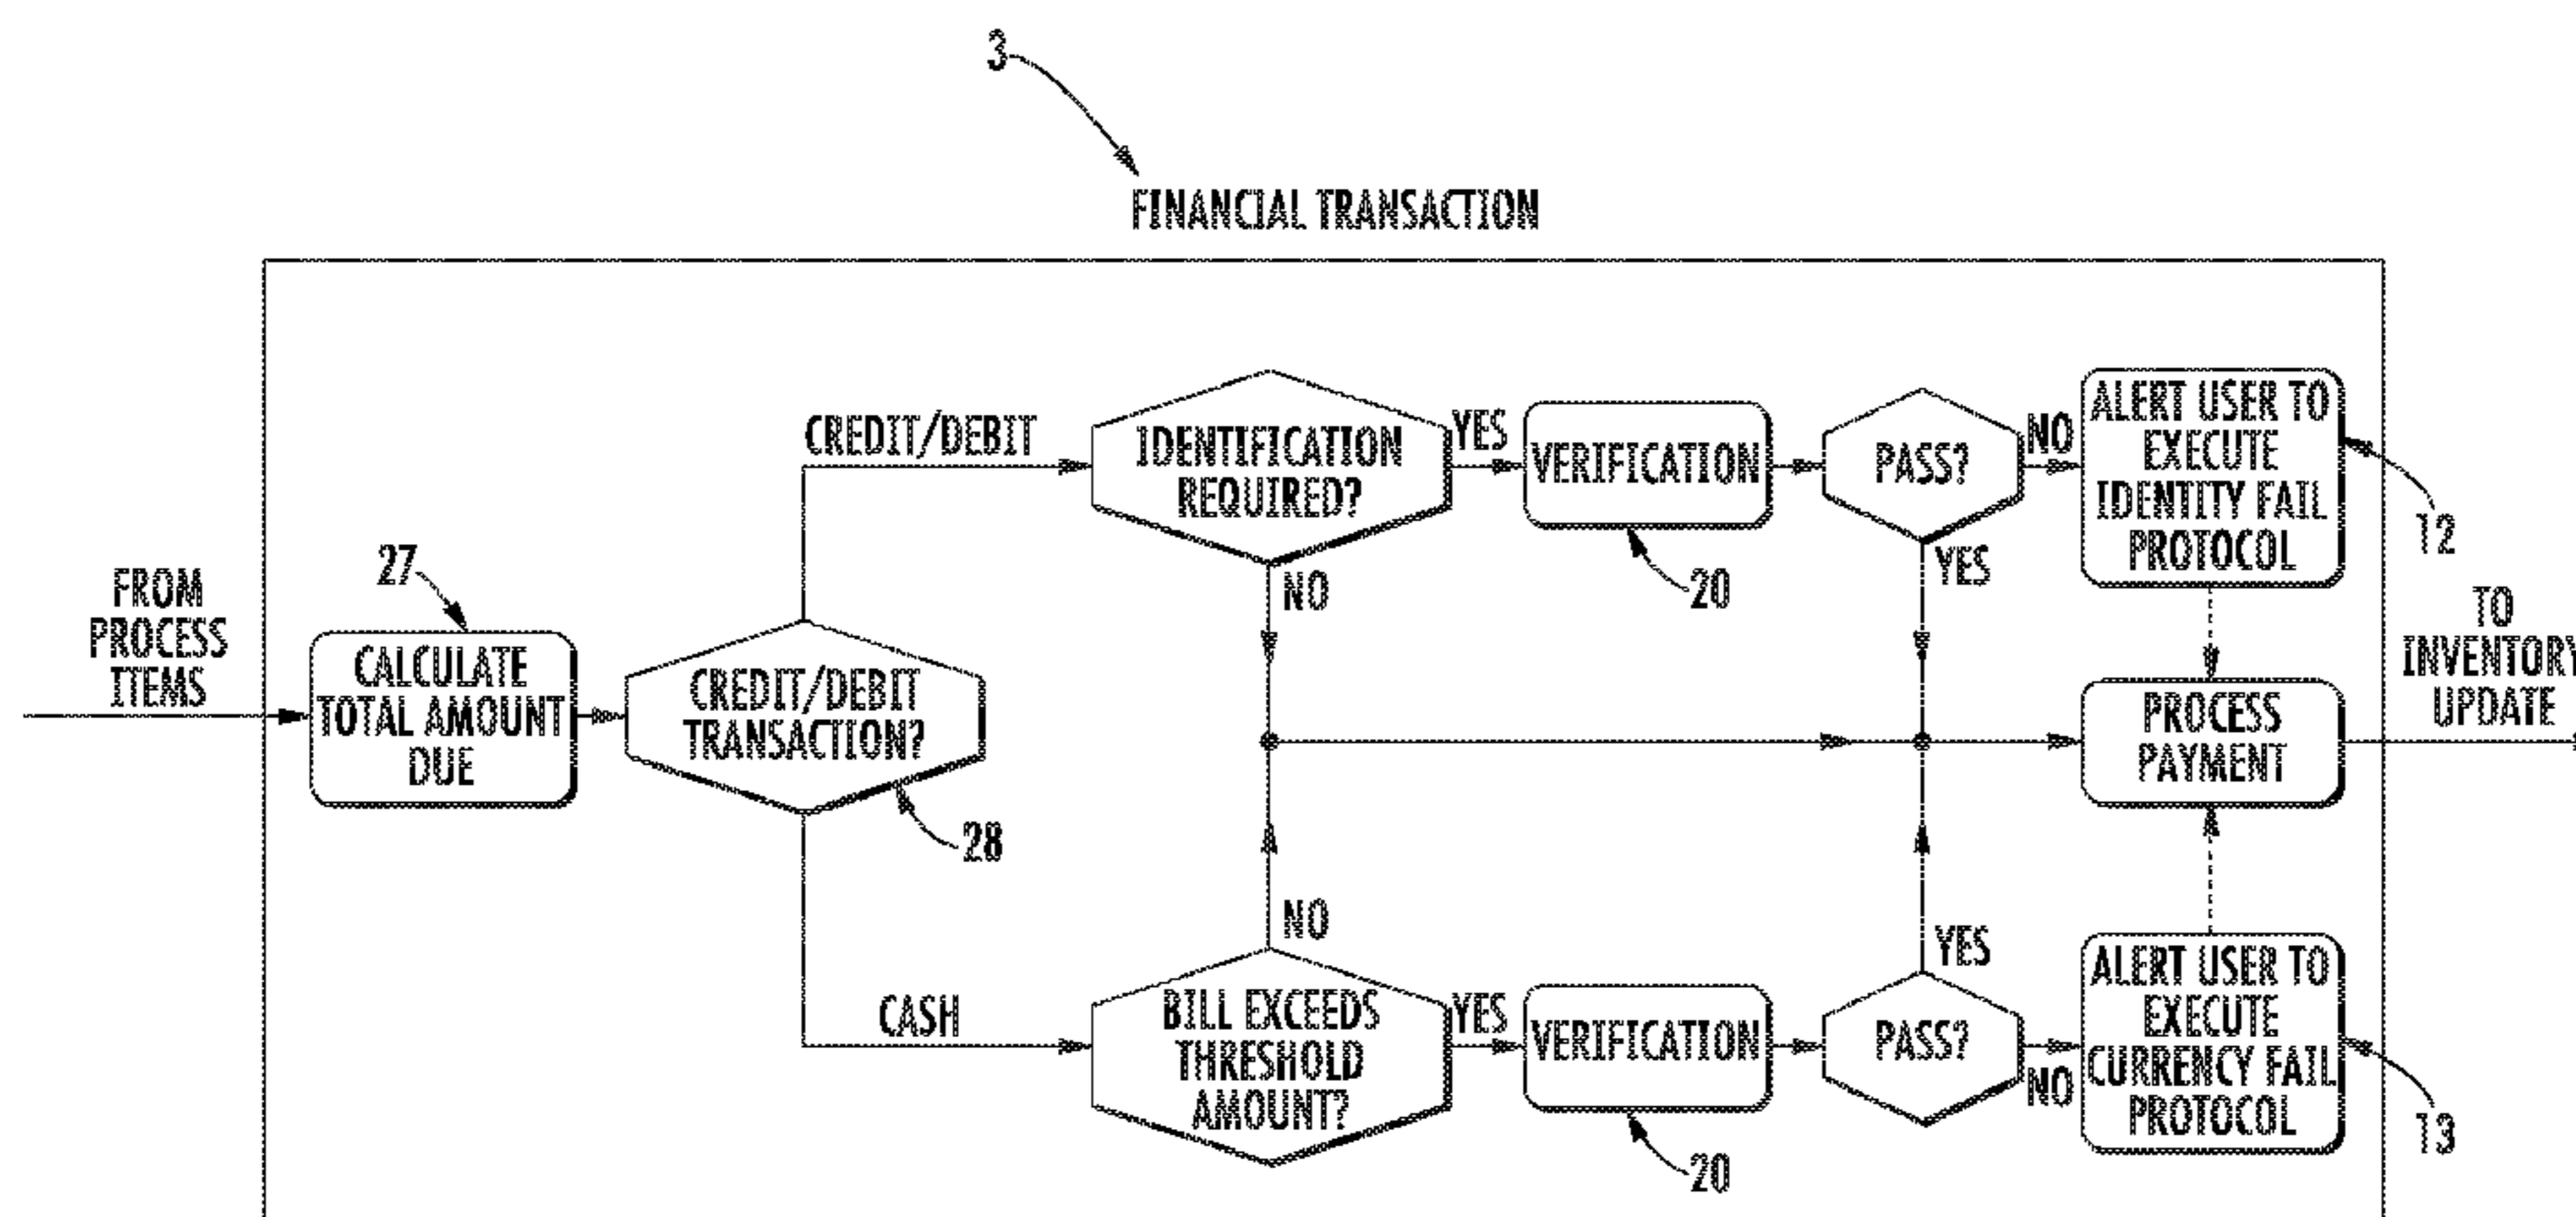 3
FINANCIAL TRANSACTION
FROM
PROCESS
ITEMS
27
CALCULATE
TOTAL AMOUNT
DUE
CREDIT/DEBIT
TRANSACTION?
28
CREDIT/DEBIT
IDENTIFICATION
REQUIRED?
YES
NO
VERIFICATION
20
PASS?
NO
YES
ALERT USER TO
EXECUTE
IDENTITY FAIL
PROTOCOL
12
PROCESS
PAYMENT
TO
INVENTORY
UPDATE
CASH
NO
BILL EXCEEDS
THRESHOLD
AMOUNT?
YES
VERIFICATION
20
YES
PASS?
NO
ALERT USER TO
EXECUTE
CURRENCY FAIL
PROTOCOL
13